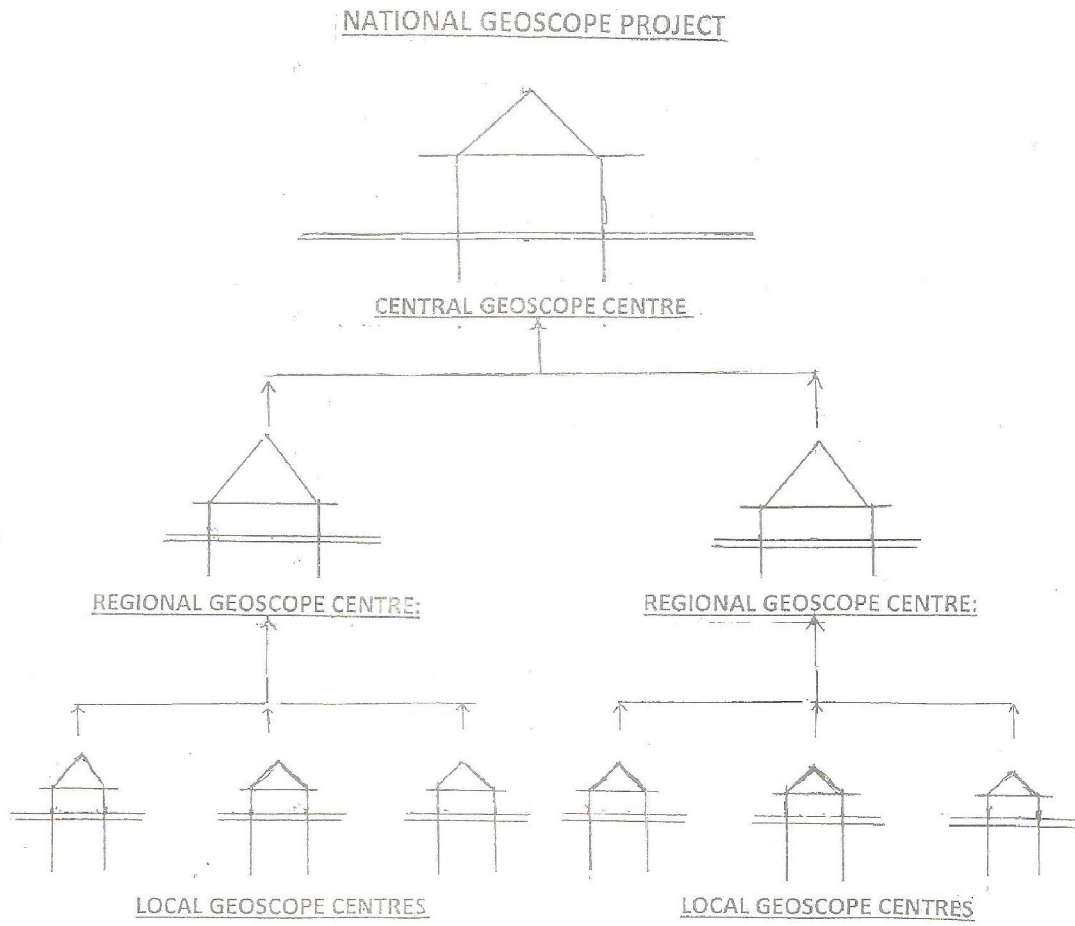 NATIONAL GEOSCOPE PROJECT
CENTRAL GEOSCOPE CENTRE
REGIONAL GEOSCOPE CENTRE:
REGIONAL GEOSCOPE CENTRE:
LOCAL GEOSCOPE CENTRES
LOCAL GEOSCOPE CENTRES